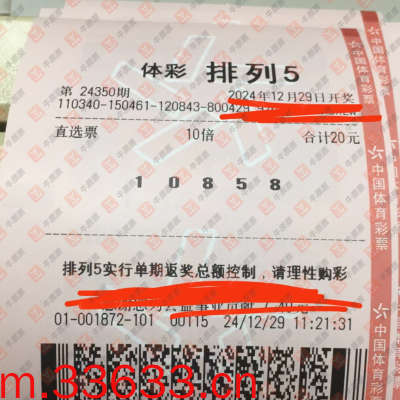 体彩 排列5
第 24350期 2024年12月29日开奖
110340-150461-120843-800429
直选票 10倍 合计20元
1 0 8 5 8
排列5实行单期返奖总额控制，请理性购彩
01-001872-101 00115 24/12/29 11:21:31
中国体育彩票
中国体育彩票
m.33633.cn